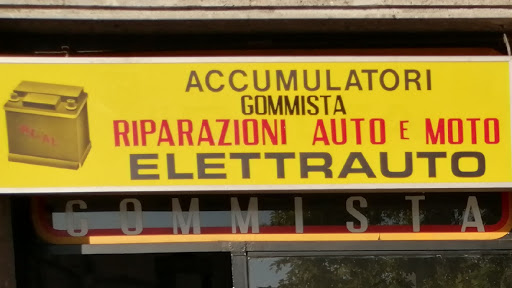 ACCUMULATORI
GOMMISTA
RIPARAZIONI AUTO E MOTO
ELETTRAUTO
GOMMISTA